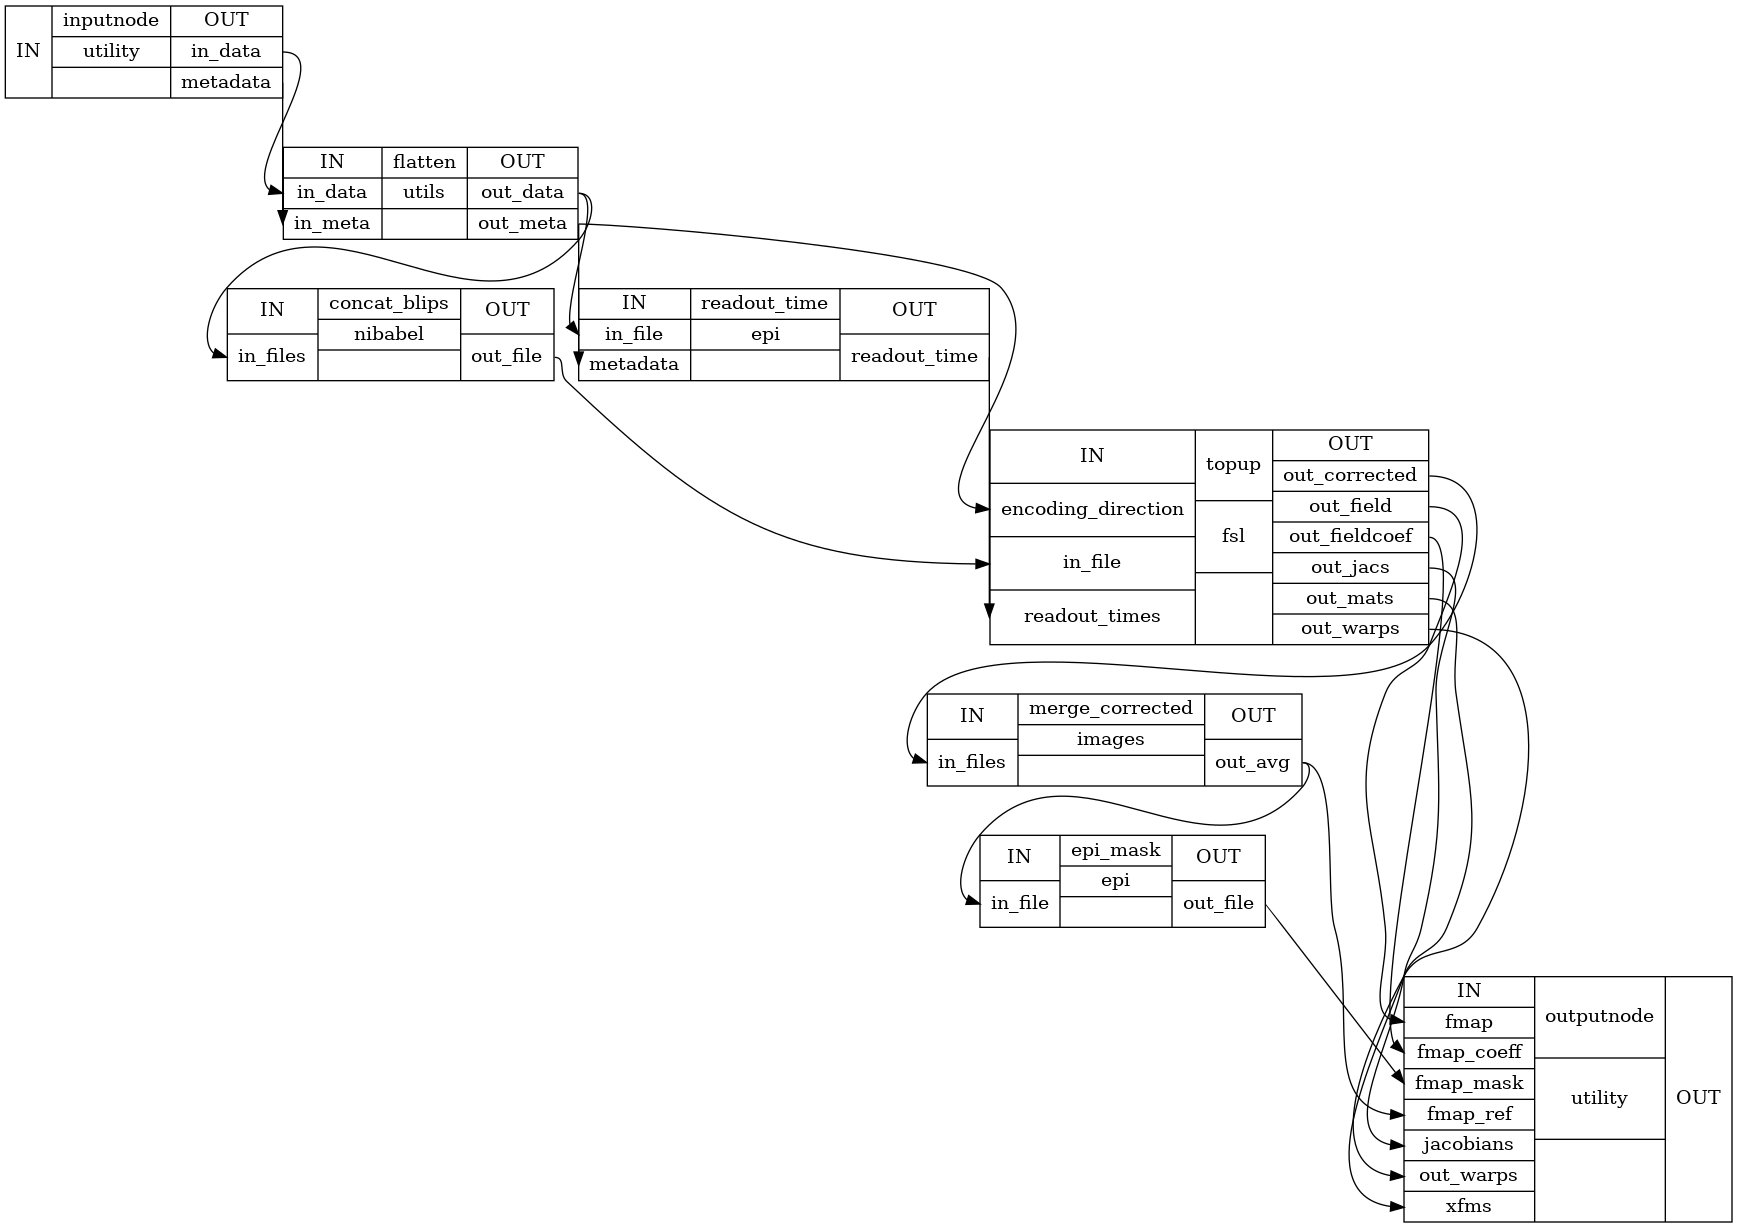 IN inputnode OUT
utility in_data
metadata
IN flatten OUT
in_data utils out_data
in_meta out_meta
IN concat_blips OUT
nibabel
in_files out_file
IN readout_time OUT
in_file epi
metadata readout_time
IN topup OUT
out_corrected
encoding_direction out_field
fsl out_fieldcoef
in_file out_jacs
out_mats
readout_times out_warps
IN merge_corrected OUT
images
in_files out_avg
IN epi_mask OUT
epi
in_file out_file
IN outputnode OUT
fmap
fmap_coeff
fmap_mask utility
fmap_ref
jacobians
out_warps
xfms